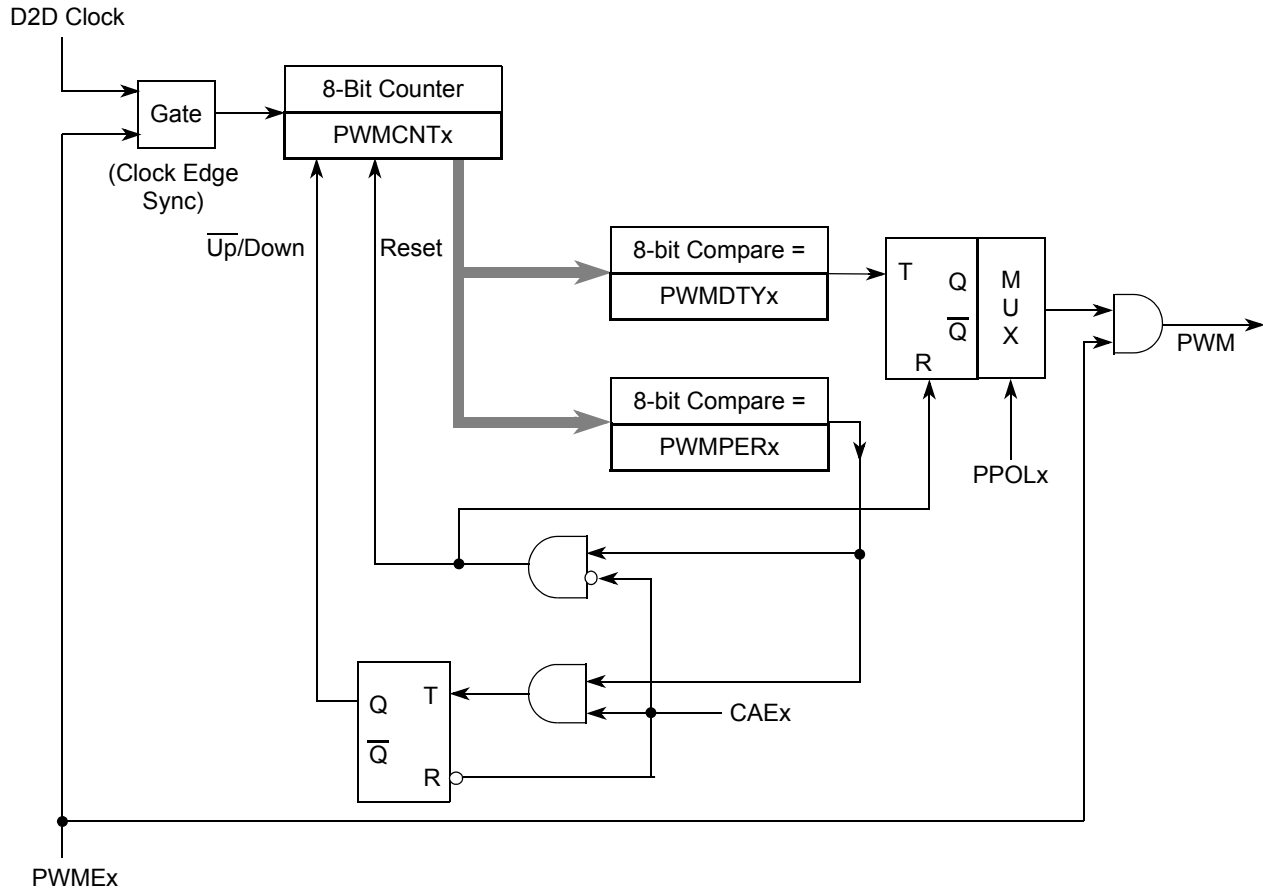 D2D Clock
Gate
(Clock Edge
Sync)
8-Bit Counter
PWMCNTx
U̅p̅/Down
Reset
8-bit Compare =
PWMDTYx
T
Q
Q̅
R
M
U
X
PWM
8-bit Compare =
PWMPERx
PPOLx
Q
T
Q̅
R
CAEx
PWMEx